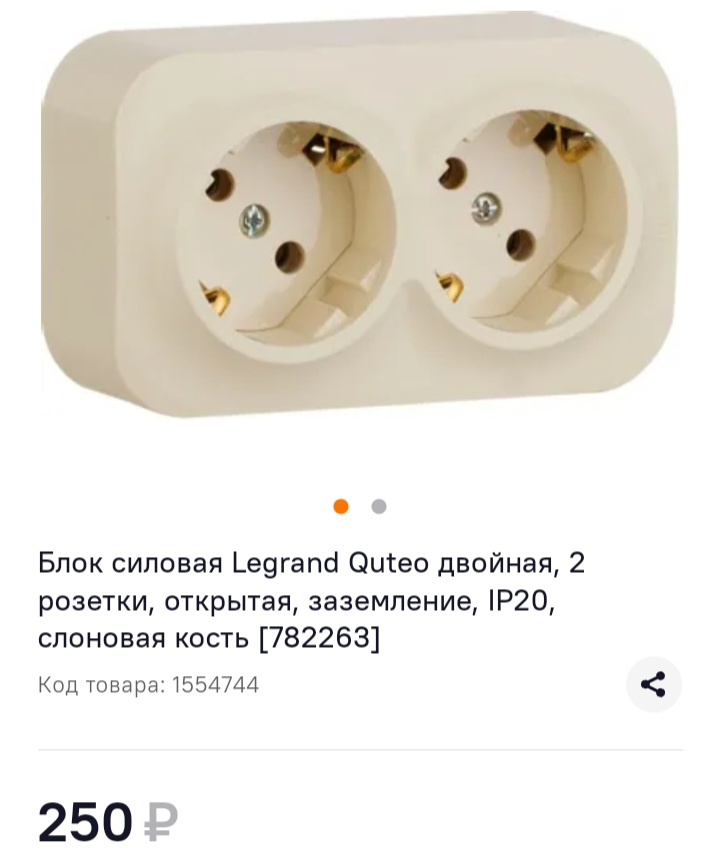 Блок силовая Legrand Quteo двойная, 2
розетки, открытая, заземление, IP20,
слоновая кость [782263]
Код товара: 1554744
250 ₽